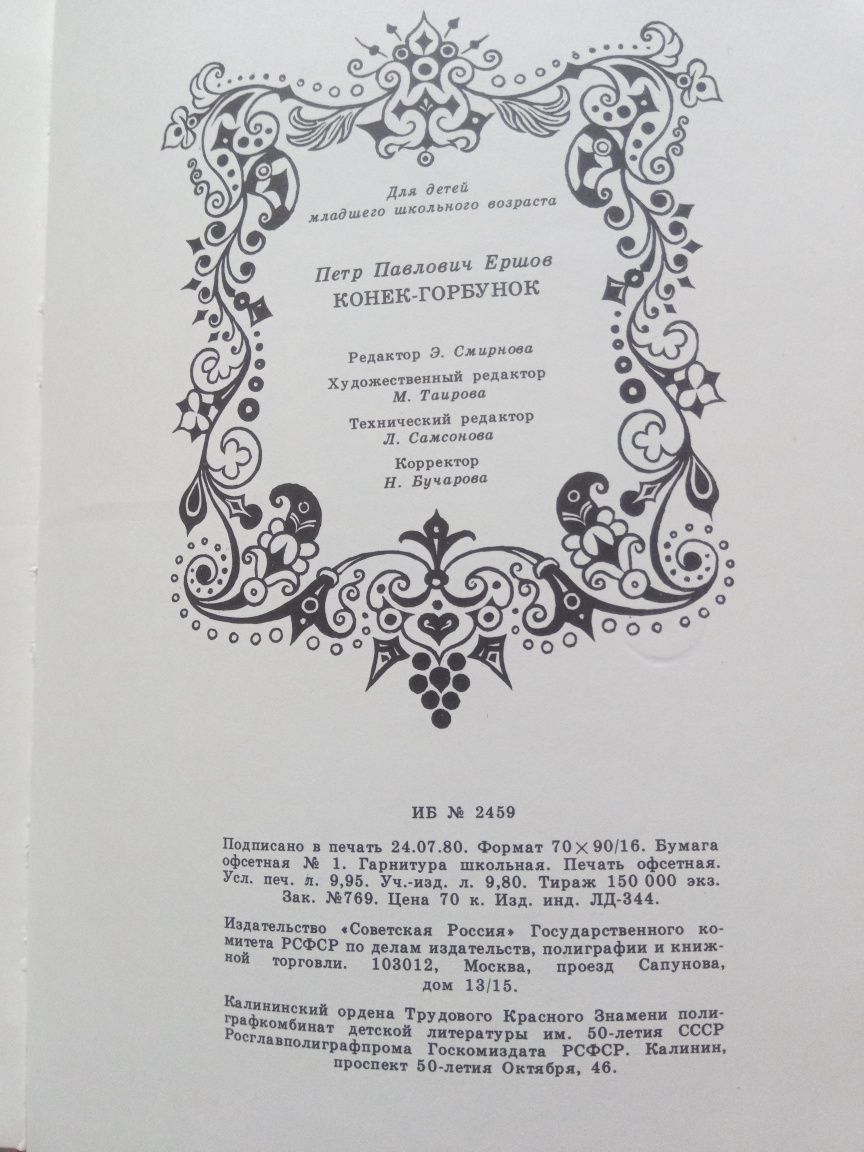 Для детей
младшего школьного возраста
Петр Павлович Ершов
КОНЕК-ГОРБУНОК
Редактор Э. Смирнова
Художественный редактор
М. Таирова
Технический редактор
Л. Самсонова
Корректор
Н. Бучарова
ИБ № 2459
Подписано в печать 24.07.80. Формат 70×90/16. Бумага
офсетная № 1. Гарнитура школьная. Печать офсетная.
Усл. печ. л. 9,95. Уч.-изд. л. 9,80. Тираж 150 000 экз.
Зак. №769. Цена 70 к. Изд. инд. ЛД-344.
Издательство «Советская Россия» Государственного ко-
митета РСФСР по делам издательств, полиграфии и книж-
ной торговли. 103012, Москва, проезд Сапунова,
дом 13/15.
Калининский ордена Трудового Красного Знамени поли-
графкомбинат детской литературы им. 50-летия СССР
Росглавполиграфпрома Госкомиздата РСФСР. Калинин,
проспект 50-летия Октября, 46.